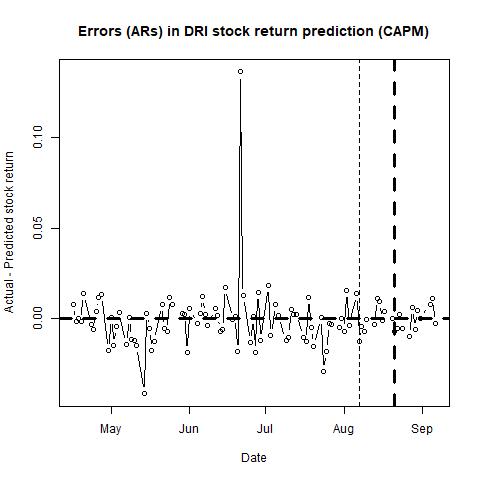 Errors (ARs) in DRI stock return prediction (CAPM)
Actual - Predicted stock return
0.10
0.05
0.00
May Jun Jul Aug Sep
Date